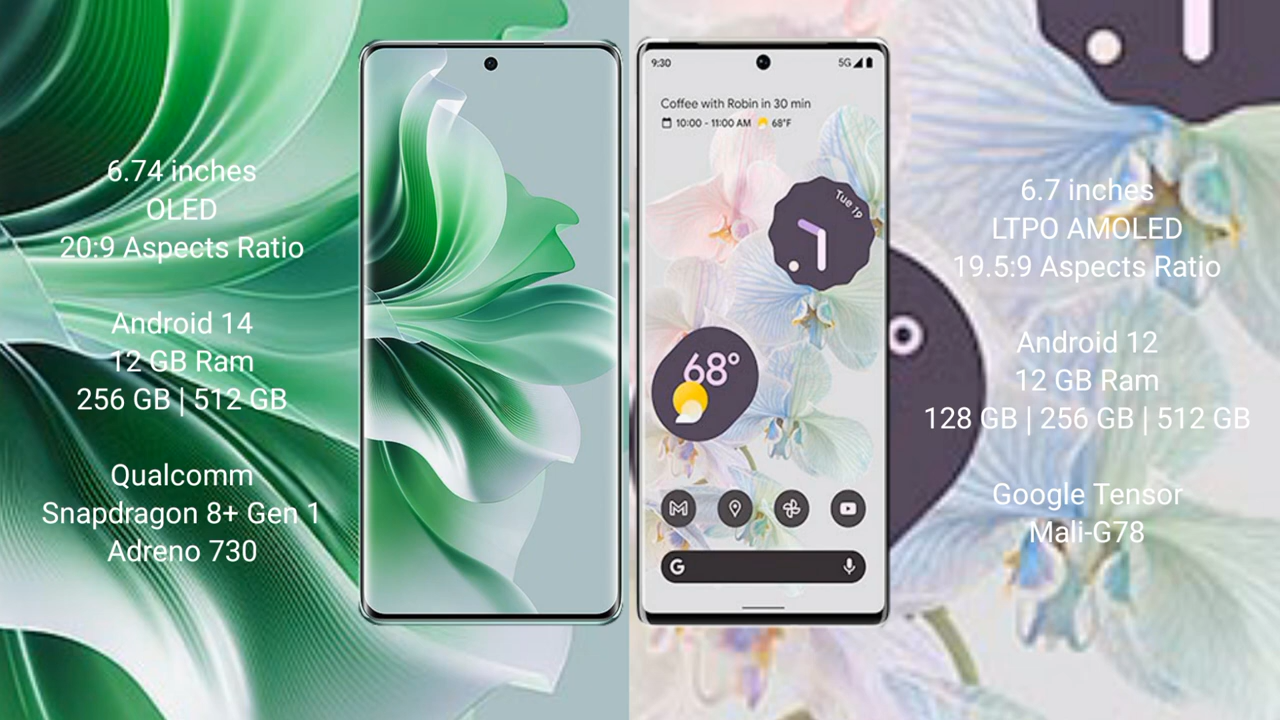 6.74 inches
OLED
20:9 Aspects Ratio
Android 14
12 GB Ram
256 GB | 512 GB
Qualcomm
Snapdragon 8+ Gen 1
Adreno 730
9:30
5G
Coffee with Robin in 30 min
10:00 - 11:00 AM 68°F
Tue 19
68°
G
6.7 inches
LTPO AMOLED
19.5:9 Aspects Ratio
Android 12
12 GB Ram
128 GB | 256 GB | 512 GB
Google Tensor
Mali-G78